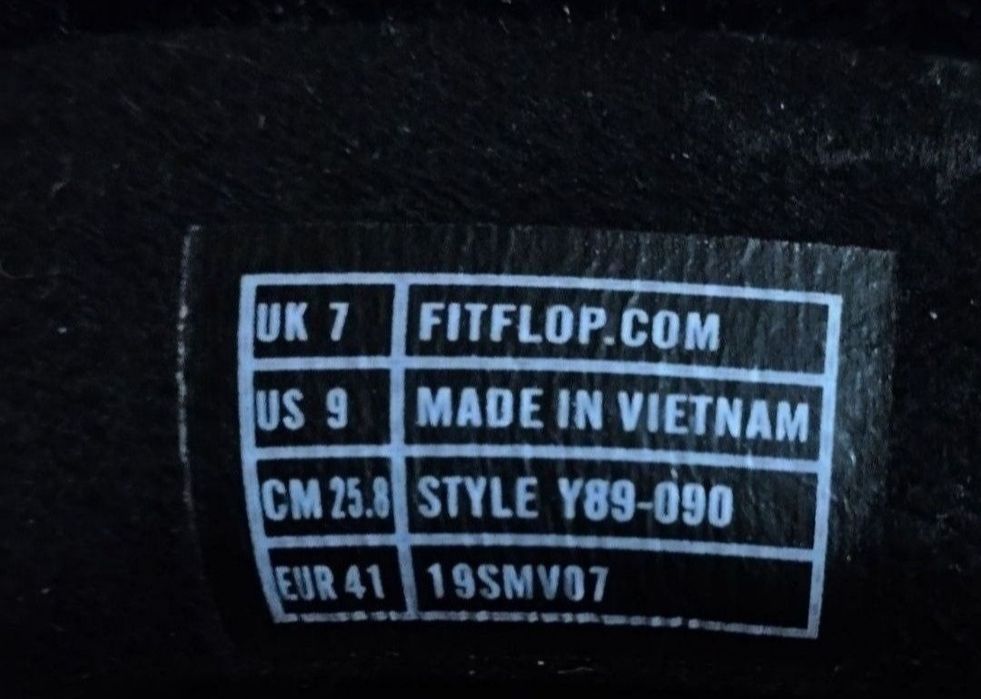 UK 7 FITFLOP.COM
US 9 MADE IN VIETNAM
CM 25.8 STYLE Y89-090
EUR 41 19SMV07